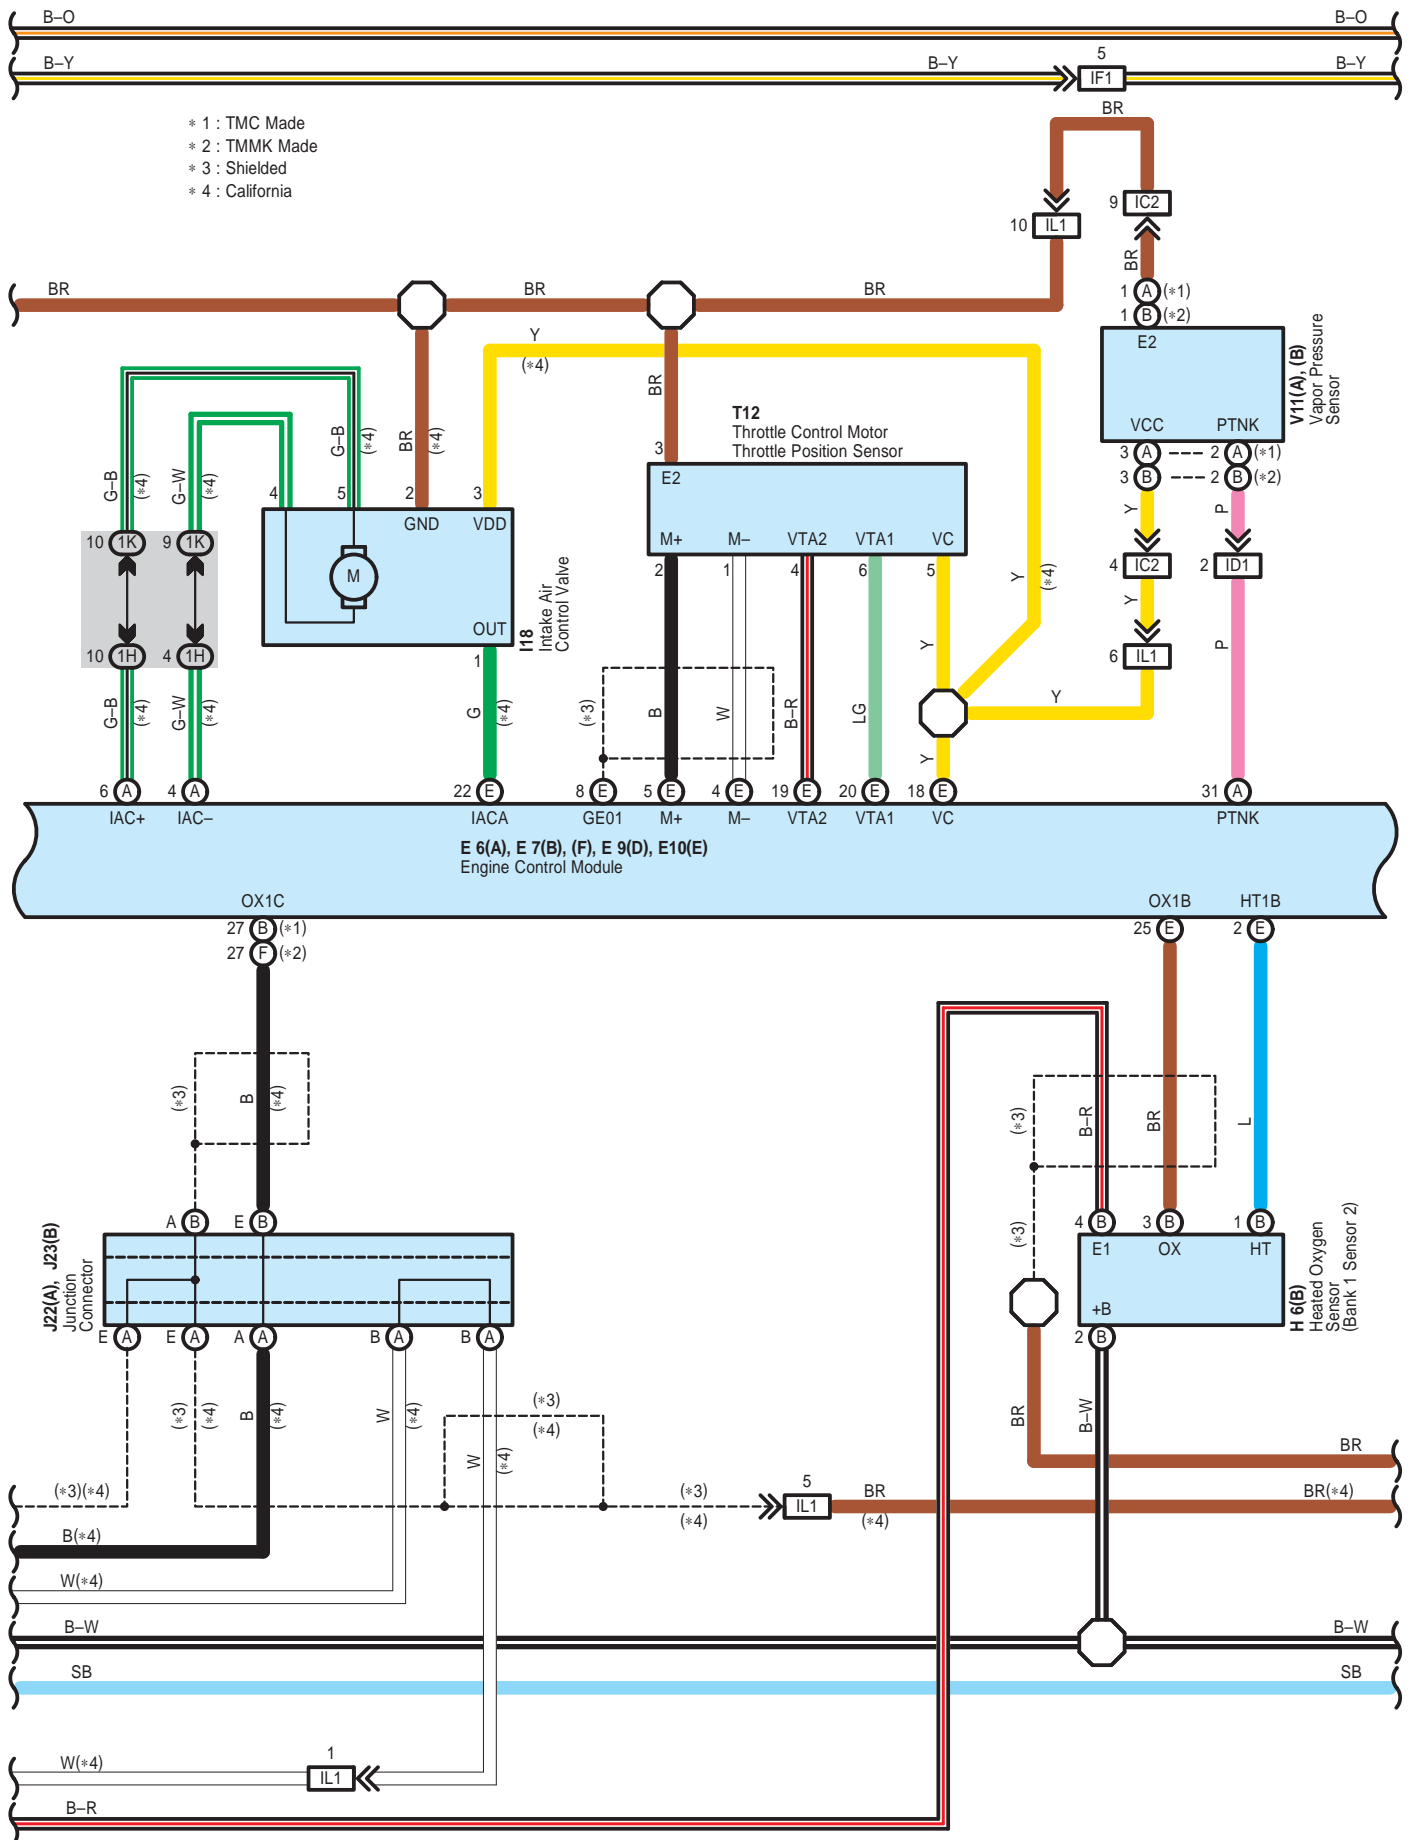 B–O
B–O
B–Y
B–Y
5
IF1
B–Y
∗ 1 : TMC Made
∗ 2 : TMMK Made
∗ 3 : Shielded
∗ 4 : California
BR
10 IL1
9 IC2
BR
1 A (∗1)
1 B (∗2)
BR
BR
BR
Y
(∗4)
E2
VCC
PTNK
V11(A), (B)
Vapor Pressure
Sensor
3 A
2 A (∗1)
3 B
2 B (∗2)
BR
T12
Throttle Control Motor
Throttle Position Sensor
3
E2
M+
M–
VTA2
VTA1
VC
2
1
4
6
5
G–B
(∗4)
G–W
(∗4)
G–B
(∗4)
BR
(∗4)
4
5
2
3
GND
VDD
M
OUT
1
I18
Intake Air
Control Valve
10 1K
9 1K
10 1H
4 1H
Y
P
4 IC2
2 ID1
Y
(∗4)
Y
6 IL1
P
Y
G–B
(∗4)
G–W
(∗4)
G
(∗4)
(∗3)
B
W
B–R
LG
Y
Y
6 A
4 A
22 E
8 E
5 E
4 E
19 E
20 E
18 E
31 A
IAC+
IAC–
IACA
GE01
M+
M–
VTA2
VTA1
VC
PTNK
E 6(A), E 7(B), (F), E 9(D), E10(E)
Engine Control Module
OX1C
OX1B
HT1B
27 B (∗1)
27 F (∗2)
25 E
2 E
(∗3)
B
(∗4)
(∗3)
B–R
BR
L
(∗3)
A B
E B
4 B
3 B
1 B
J22(A), J23(B)
Junction
Connector
E1
OX
HT
+B
H 6(B)
Heated Oxygen
Sensor
(Bank 1 Sensor 2)
E A
E A
A A
B A
B A
2 B
(∗3)
(∗4)
B
(∗4)
W
(∗4)
W
(∗4)
(∗3)
(∗4)
BR
B–W
BR
(∗3)(∗4)
(∗3)
(∗4)
5
IL1
BR
(∗4)
BR(∗4)
B(∗4)
W(∗4)
B–W
B–W
SB
SB
W(∗4)
1
IL1
B–R